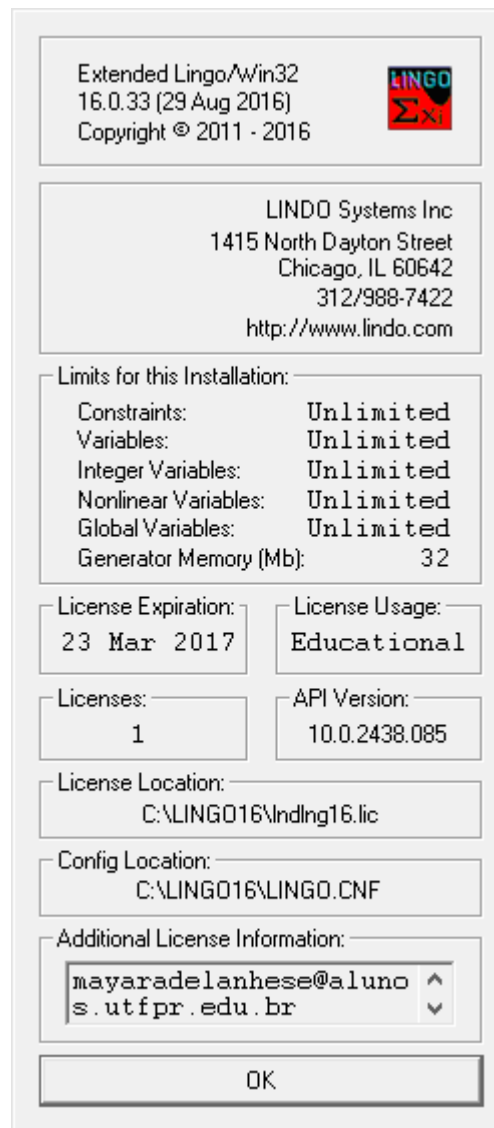 Extended Lingo/Win32
16.0.33 (29 Aug 2016)
Copyright © 2011 - 2016
LINGO
Σxi
LINDO Systems Inc
1415 North Dayton Street
Chicago, IL 60642
312/988-7422
http://www.lindo.com
Limits for this Installation:
Constraints: Unlimited
Variables: Unlimited
Integer Variables: Unlimited
Nonlinear Variables: Unlimited
Global Variables: Unlimited
Generator Memory (Mb): 32
License Expiration: License Usage:
23 Mar 2017 Educational
Licenses: API Version:
1 10.0.2438.085
License Location:
C:\LINGO16\lndlng16.lic
Config Location:
C:\LINGO16\LINGO.CNF
Additional License Information:
mayaradelanhese@aluno
s.utfpr.edu.br
OK